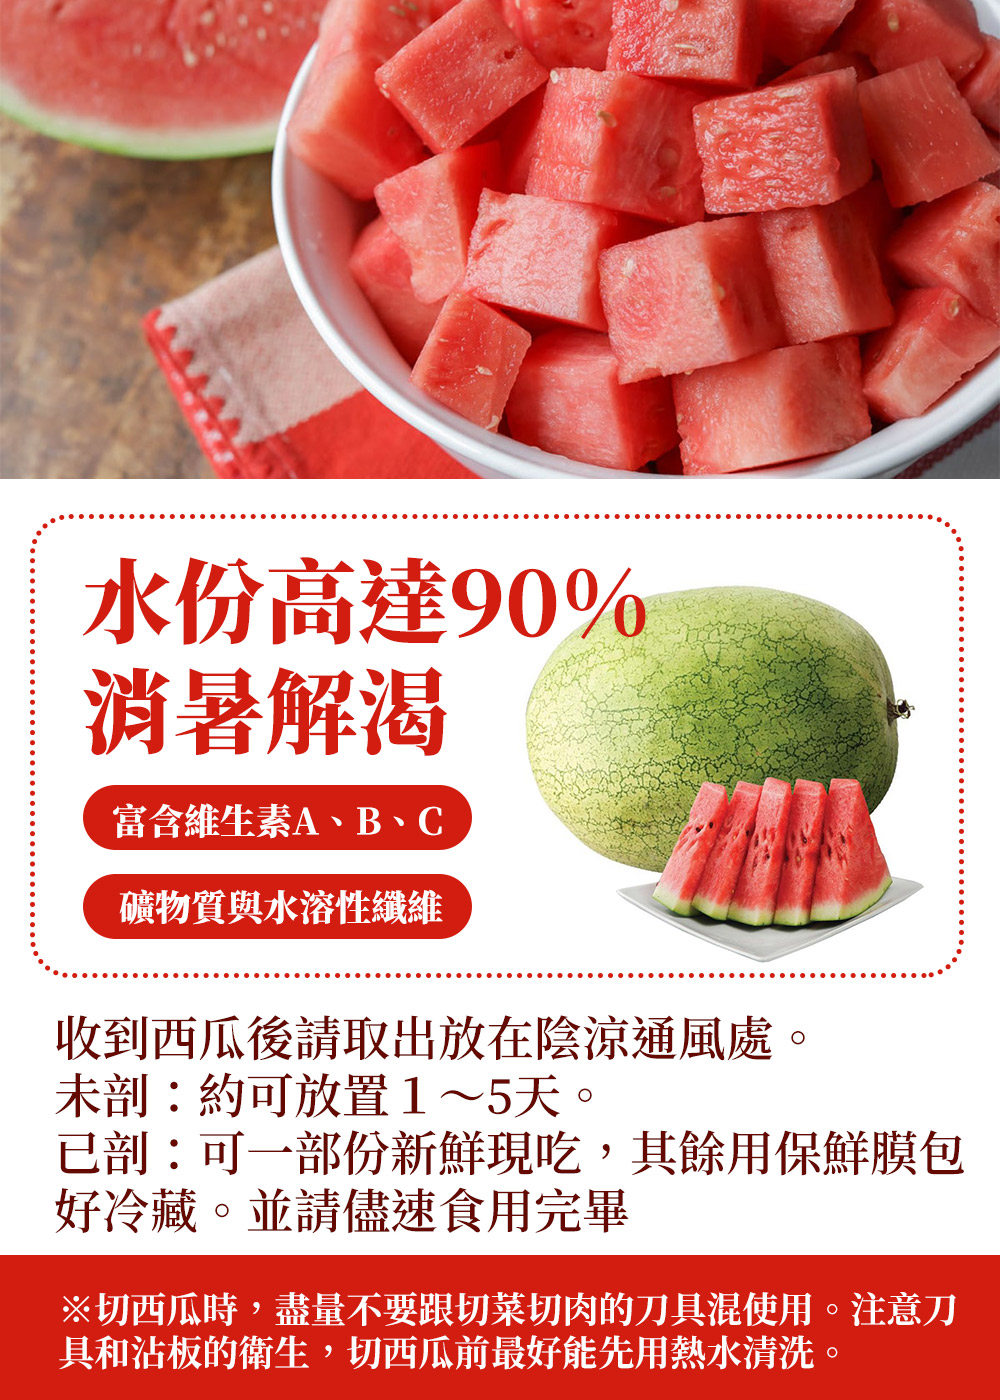 水份高達90%
消暑解渴
富含維生素A、B、C
礦物質與水溶性纖維
收到西瓜後請取出放在陰涼通風處。
未剖：約可放置1～5天。
已剖：可一部份新鮮現吃，其餘用保鮮膜包
好冷藏。並請儘速食用完畢
※切西瓜時，盡量不要跟切菜切肉的刀具混使用。注意刀
具和沾板的衛生，切西瓜前最好能先用熱水清洗。